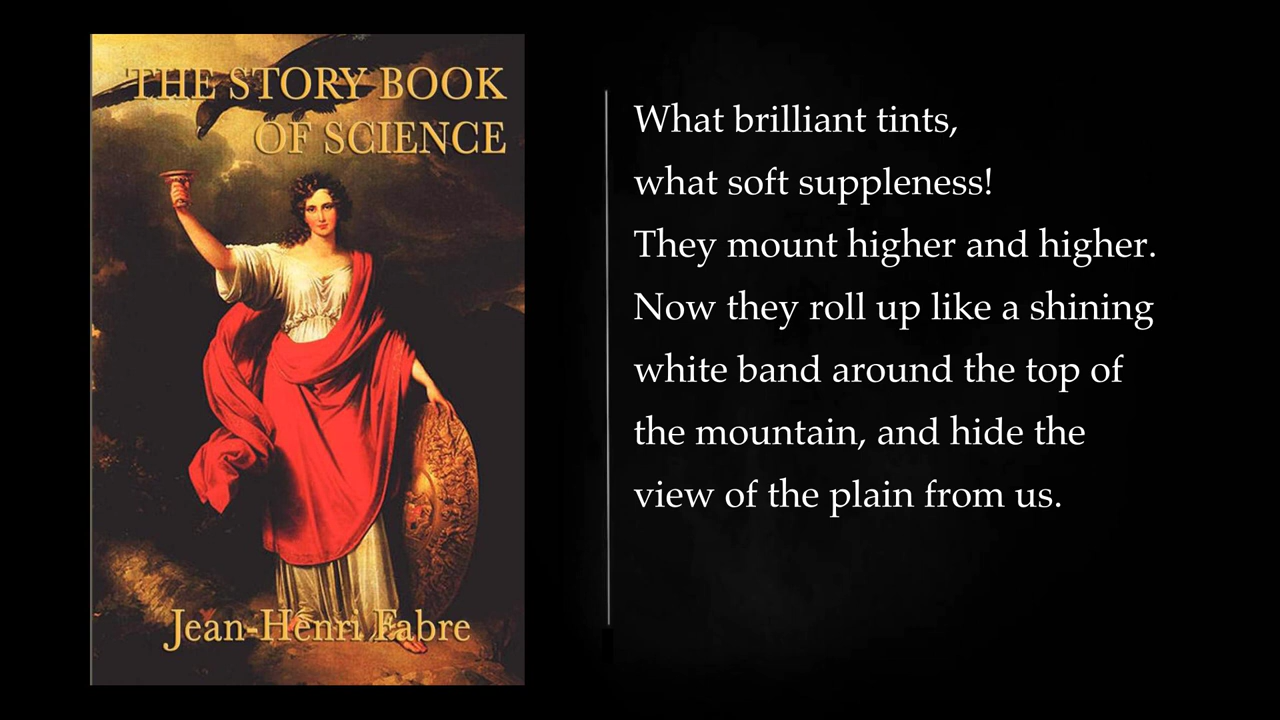 THE STORY BOOK
OF SCIENCE
Jean-Henri Fabre
What brilliant tints,
what soft suppleness!
They mount higher and higher.
Now they roll up like a shining
white band around the top of
the mountain, and hide the
view of the plain from us.